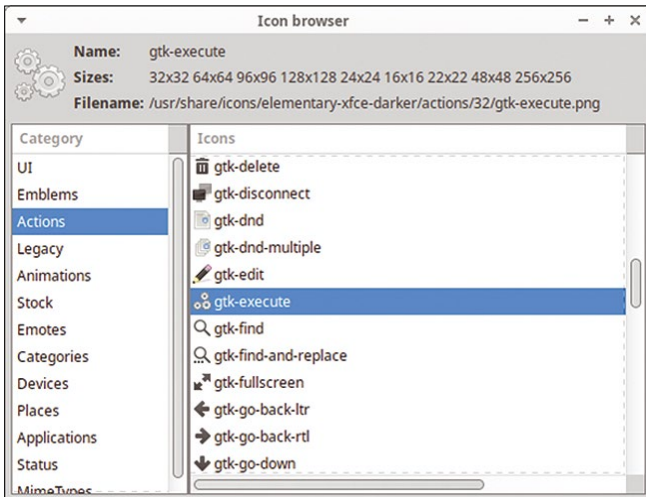 Icon browser
Name: gtk-execute
Sizes: 32x32 64x64 96x96 128x128 24x24 16x16 22x22 48x48 256x256
Filename: /usr/share/icons/elementary-xfce-darker/actions/32/gtk-execute.png
Category
UI
Emblems
Actions
Legacy
Animations
Stock
Emotes
Categories
Devices
Places
Applications
Status
MimeTypes
Icons
gtk-delete
gtk-disconnect
gtk-dnd
gtk-dnd-multiple
gtk-edit
gtk-execute
gtk-find
gtk-find-and-replace
gtk-fullscreen
gtk-go-back-ltr
gtk-go-back-rtl
gtk-go-down